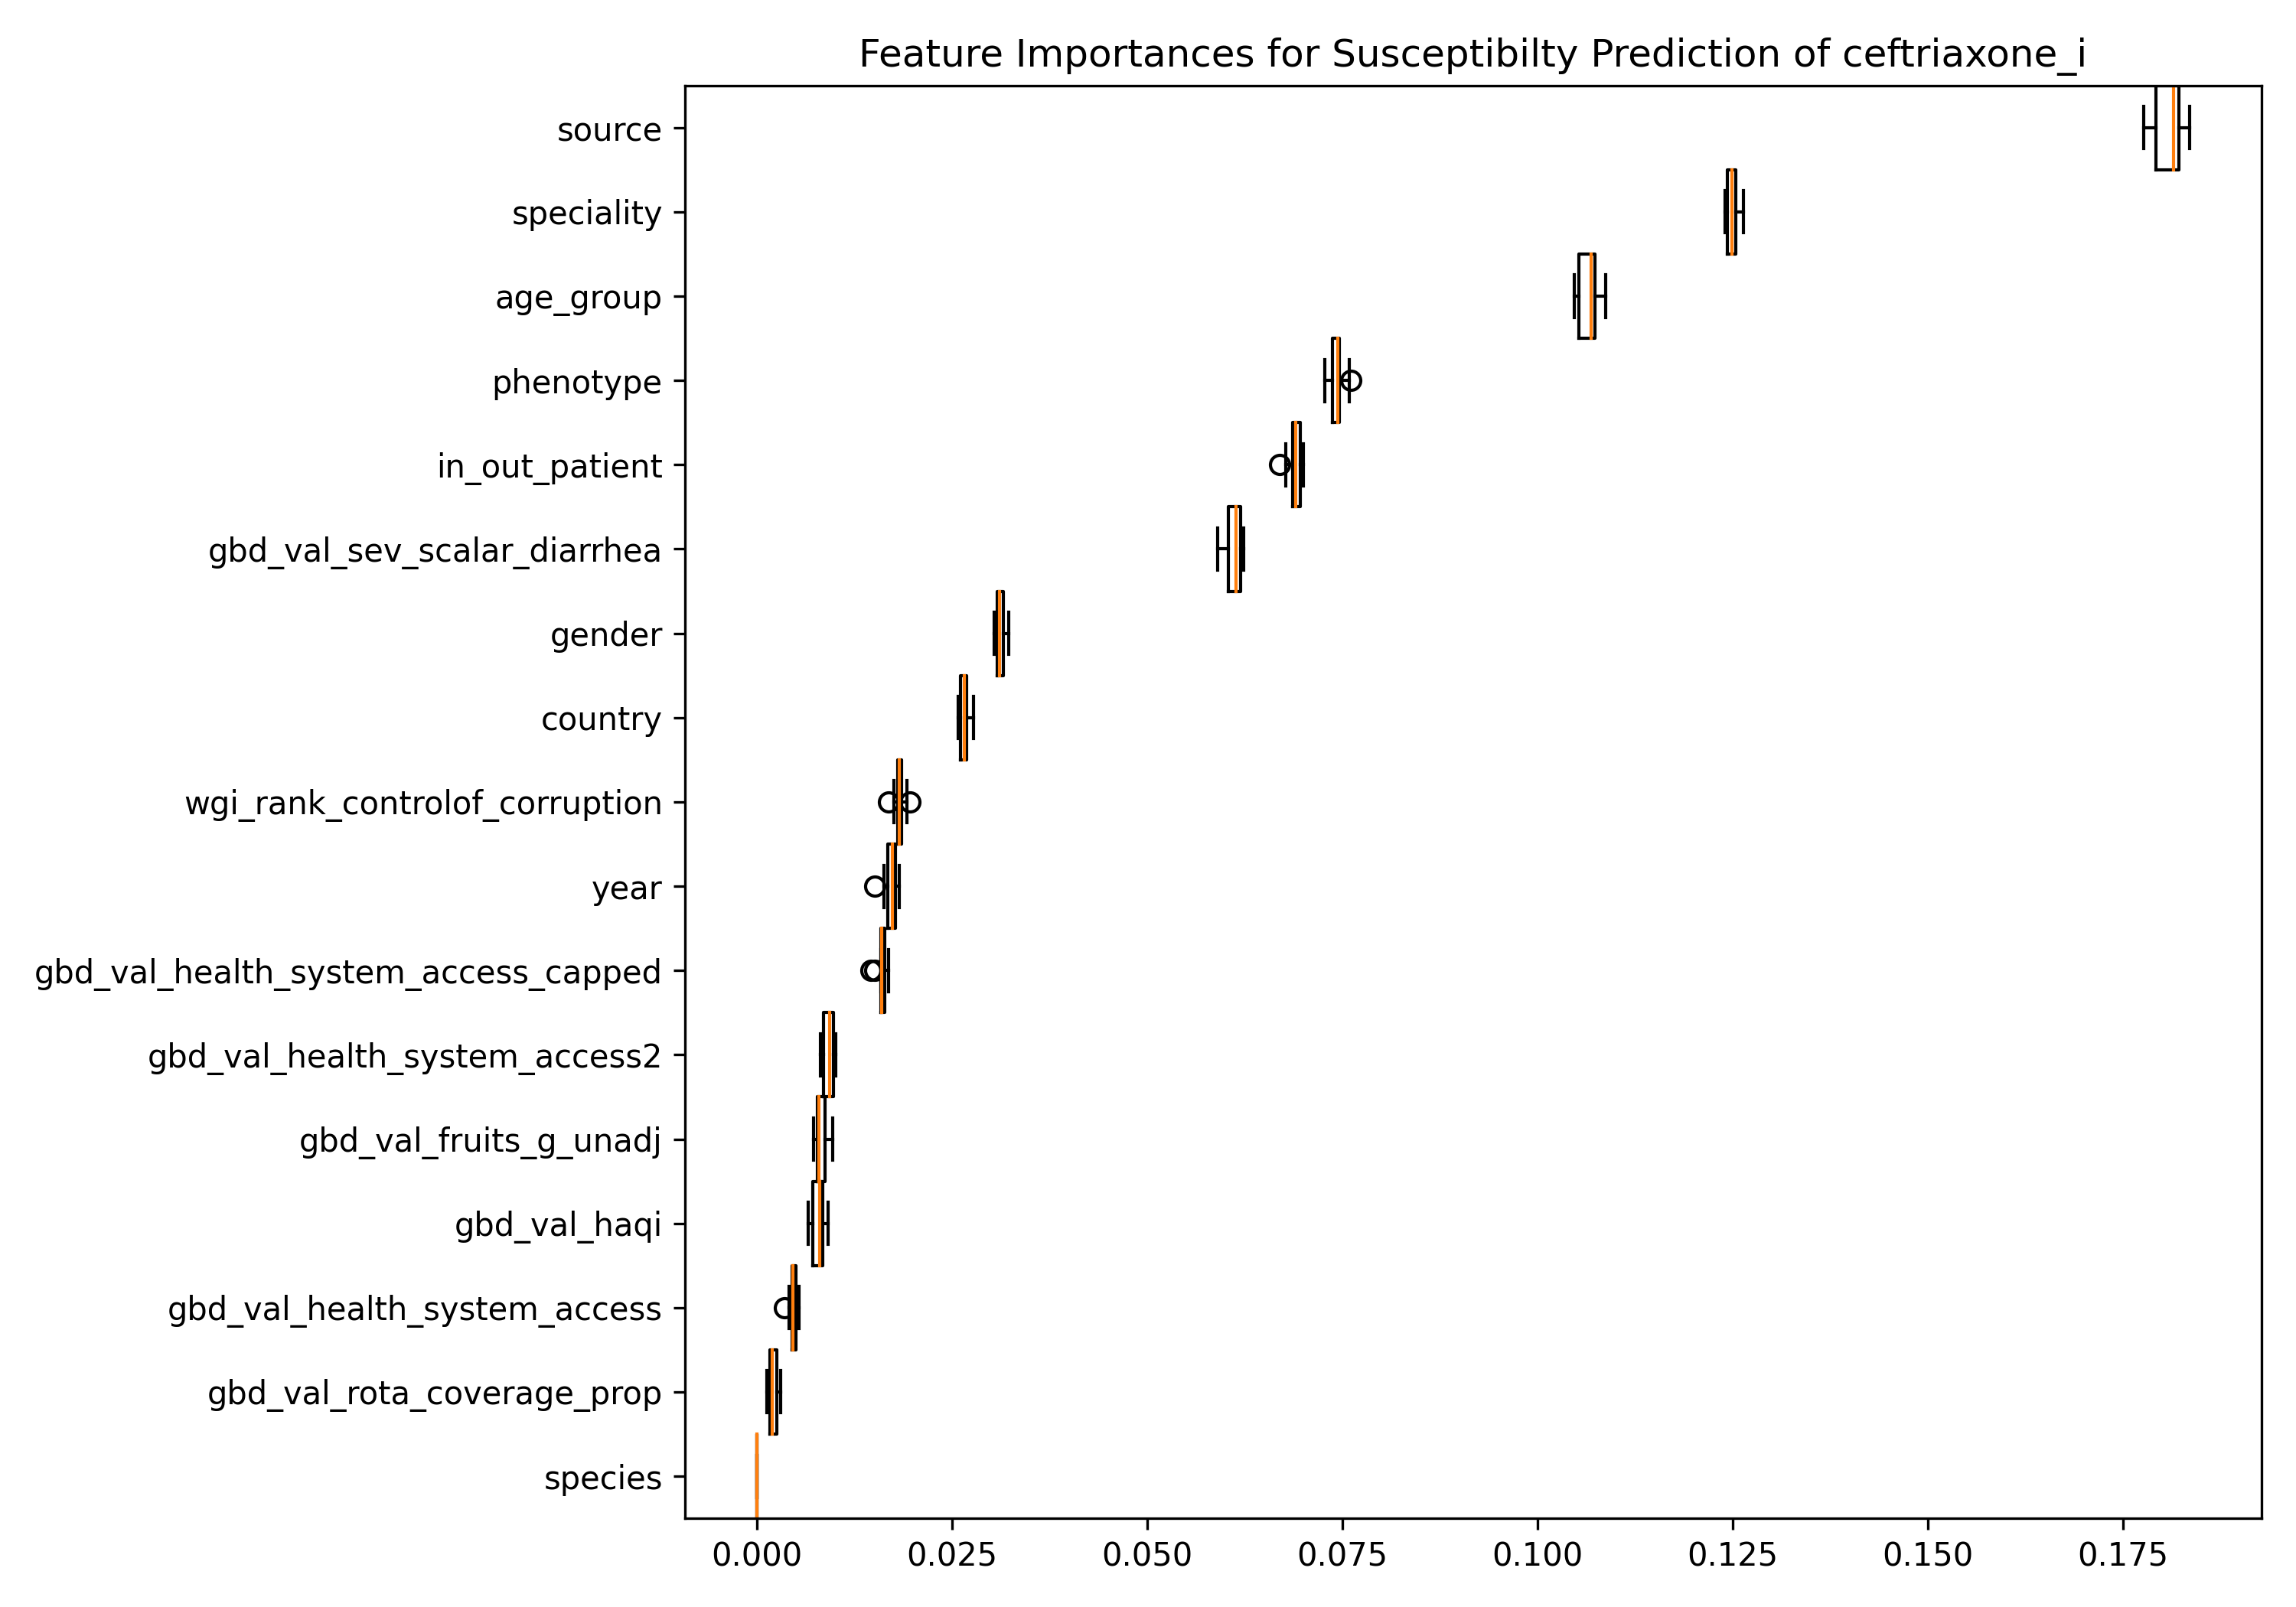 Feature Importances for Susceptibilty Prediction of ceftriaxone_i
source
speciality
age_group
phenotype
in_out_patient
gbd_val_sev_scalar_diarrhea
gender
country
wgi_rank_controlof_corruption
year
gbd_val_health_system_access_capped
gbd_val_health_system_access2
gbd_val_fruits_g_unadj
gbd_val_haqi
gbd_val_health_system_access
gbd_val_rota_coverage_prop
species
0.000 0.025 0.050 0.075 0.100 0.125 0.150 0.175